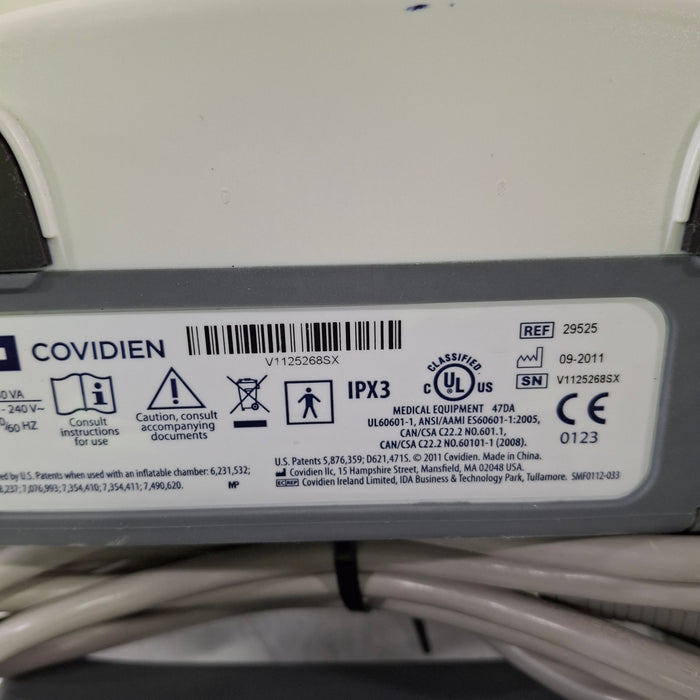 COVIDIEN
V1125268SX
REF 29525
09-2011
SN V1125268SX
VA
- 240 V~
/60 HZ
Consult
instructions
for use
Caution, consult
accompanying
documents
IPX3
CLASSIFIED
C UL US
MEDICAL EQUIPMENT 47DA
UL60601-1, ANSI/AAMI ES60601-1:2005,
CAN/CSA C22.2 NO.601.1,
CAN/CSA C22.2 NO.60101-1 (2008).
CE
0123
by U.S. Patents when used with an inflatable chamber: 6,231,532;
7,076,993; 7,354,410; 7,354,411; 7,490,620.
MP
U.S. Patents 5,876,359; D621,471S. © 2011 Covidien. Made in China.
Covidien llc, 15 Hampshire Street, Mansfield, MA 02048 USA.
EC REP Covidien Ireland Limited, IDA Business & Technology Park, Tullamore. SMF0112-033